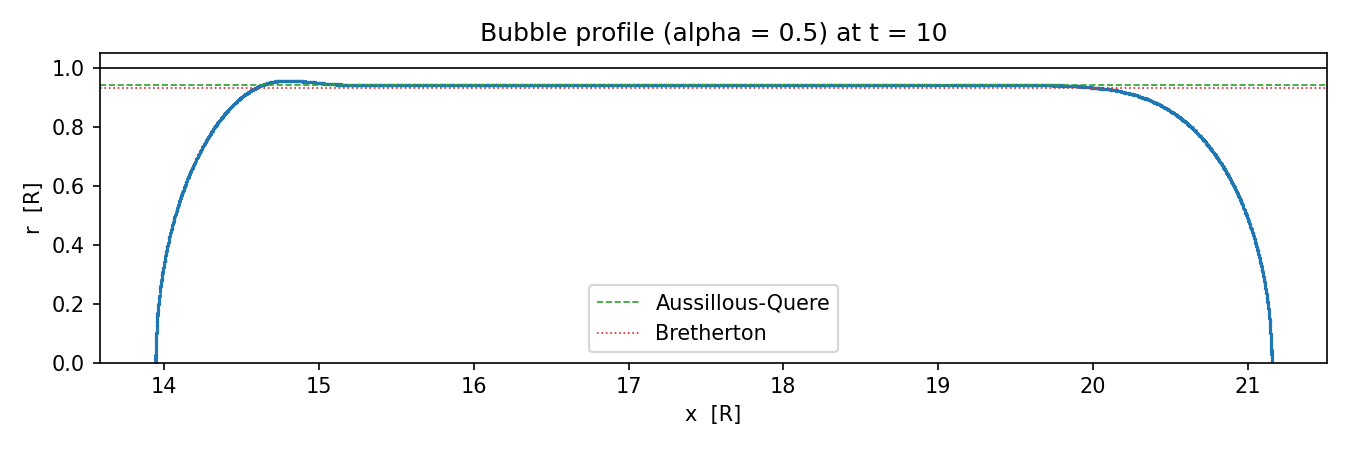 Bubble profile (alpha = 0.5) at t = 10
1.0
0.8
0.6
0.4
0.2
0.0
r [R]
Aussillous-Quere
Bretherton
14 15 16 17 18 19 20 21
x [R]